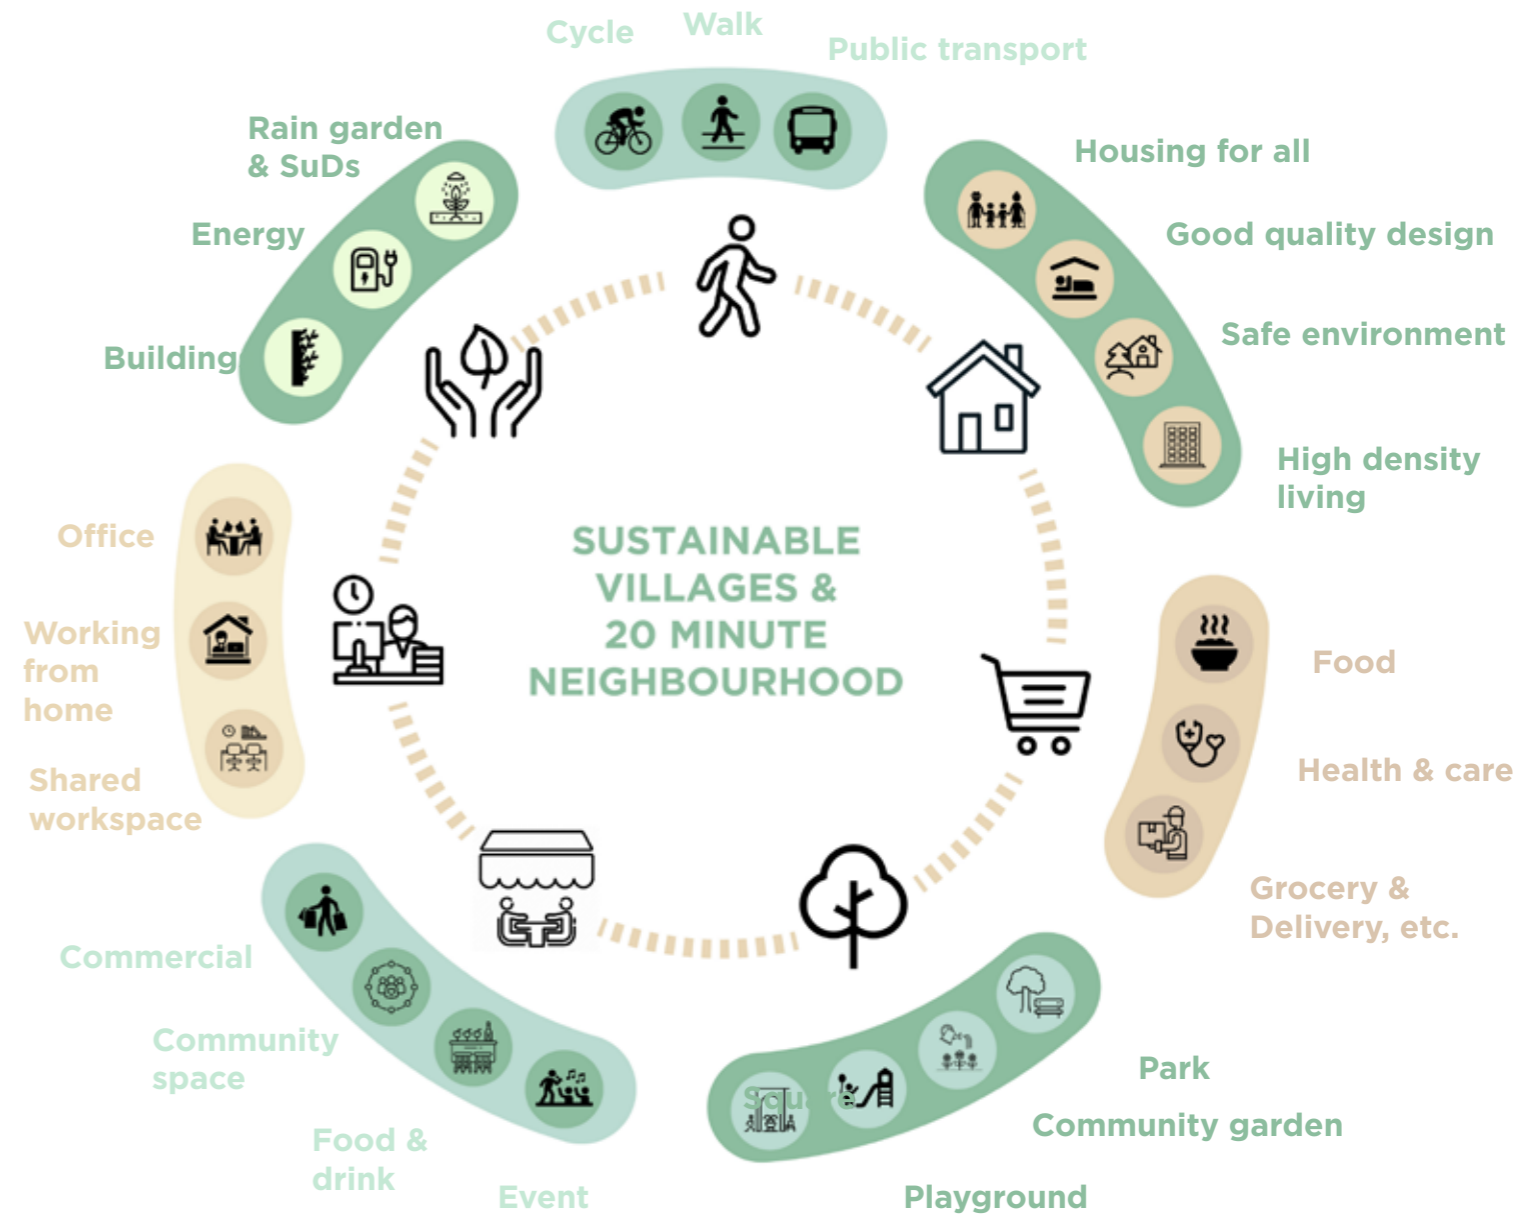 Cycle
Walk
Public transport
Rain garden
& SuDs
Energy
Building
Housing for all
Good quality design
Safe environment
High density
living
SUSTAINABLE
VILLAGES &
20 MINUTE
NEIGHBOURHOOD
Office
Working
from
home
Shared
workspace
Food
Health & care
Grocery &
Delivery, etc.
Commercial
Community
space
Food &
drink
Event
Square
Park
Community garden
Playground